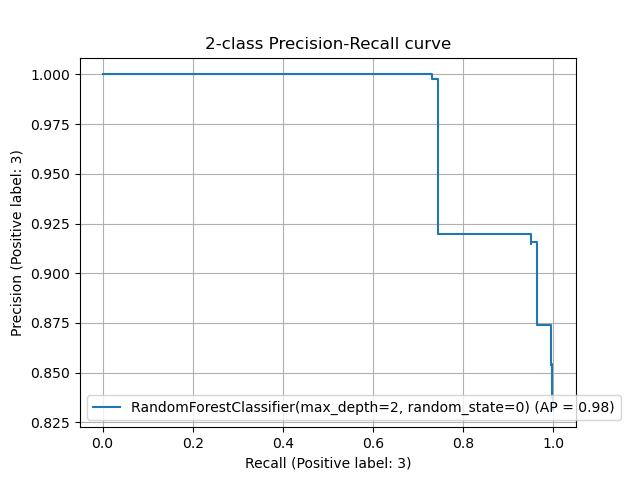 2-class Precision-Recall curve
1.000
0.975
0.950
0.925
0.900
0.875
0.850
0.825
Precision (Positive label: 3)
RandomForestClassifier(max_depth=2, random_state=0) (AP = 0.98)
0.0 0.2 0.4 0.6 0.8 1.0
Recall (Positive label: 3)